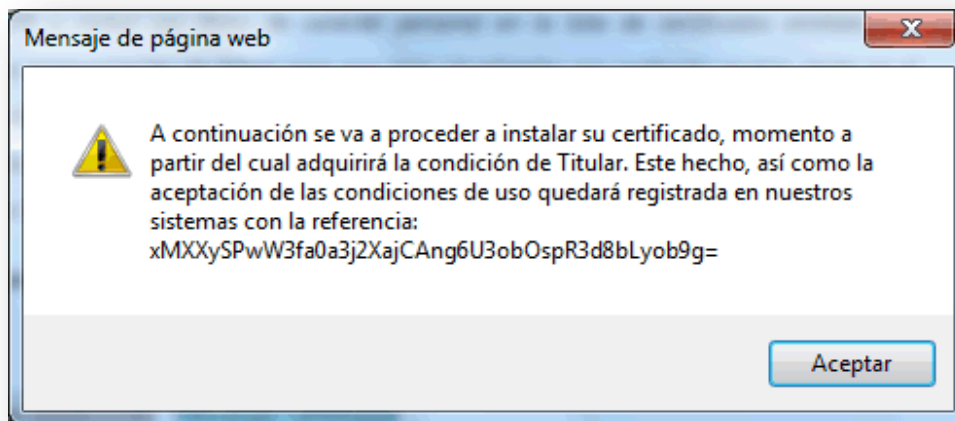 Mensaje de página web
A continuación se va a proceder a instalar su certificado, momento a
partir del cual adquirirá la condición de Titular. Este hecho, así como la
aceptación de las condiciones de uso quedará registrada en nuestros
sistemas con la referencia:
xMXXySPwW3fa0a3j2XajCAng6U3obOspR3d8bLyob9g=
Aceptar